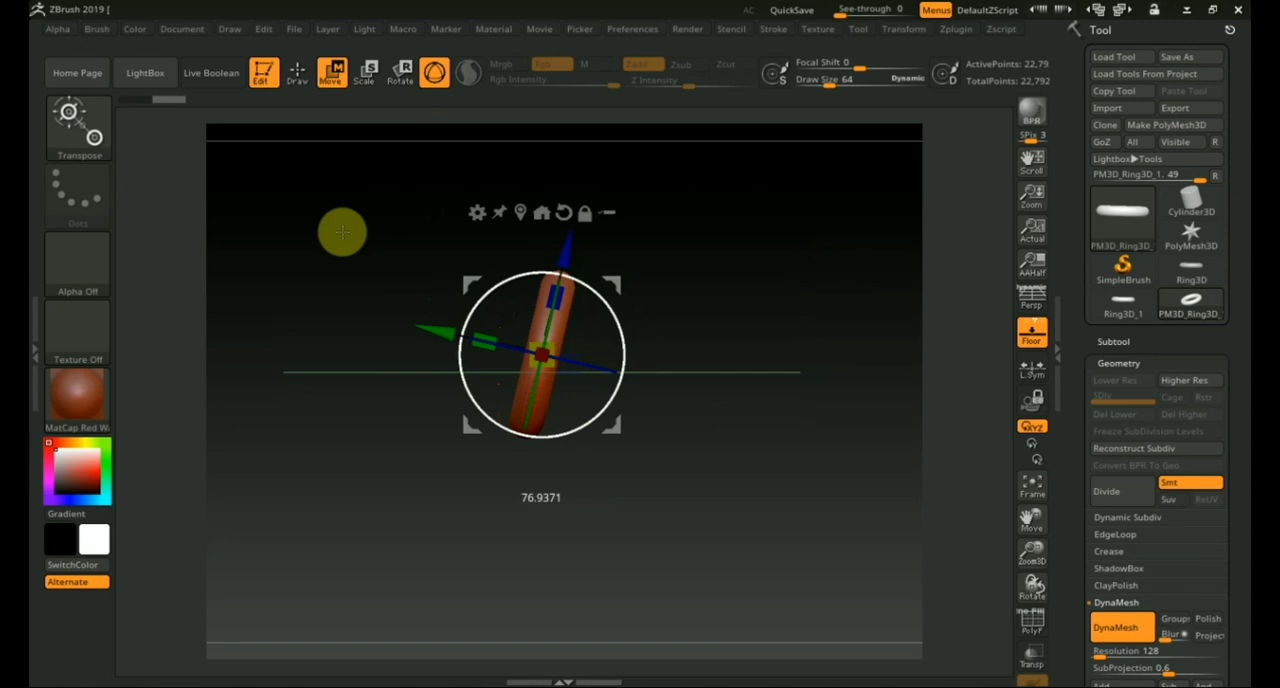 ZBrush 2019 [
AC QuickSave See-through 0 Menus DefaultZScript
Alpha Brush Color Document Draw Edit File Layer Light Macro Marker Material Movie Picker Preferences Render Stencil Stroke Texture Tool Transform Zplugin Zscript
Home Page LightBox Live Boolean Edit Draw Move Scale Rotate
Mrgb Rgb M Zadd Zsub Zcut
Rgb Intensity Z Intensity
Focal Shift 0
Draw Size 64 Dynamic
ActivePoints: 22,79
TotalPoints: 22,792
S
D
Transpose
Dots
Alpha Off
Texture Off
MatCap Red W
Gradient
SwitchColor
Alternate
76.9371
BPR
SPix 3
Scroll
Zoom
Actual
AAHalf
Dynamic
Persp
Floor
L.Sym
XYZ
Frame
Move
Zoom3D
Rotate
Line Fill
PolyF
Transp
Tool
Load Tool Save As
Load Tools From Project
Copy Tool Paste Tool
Import Export
Clone Make PolyMesh3D
GoZ All Visible R
Lightbox▶Tools
PM3D_Ring3D_1. 49 R
PM3D_Ring3D_ Cylinder3D
PolyMesh3D
SimpleBrush Ring3D
Ring3D_1 PM3D_Ring3D_
Subtool
Geometry
Lower Res Higher Res
SDiv Cage Rstr
Del Lower Del Higher
Freeze SubDivision Levels
Reconstruct Subdiv
Convert BPR To Geo
Divide Smt
Suv ReUV
Dynamic Subdiv
EdgeLoop
Crease
ShadowBox
ClayPolish
DynaMesh
DynaMesh Groups Polish
Blur Project
Resolution 128
SubProjection 0.6
Add Sub And